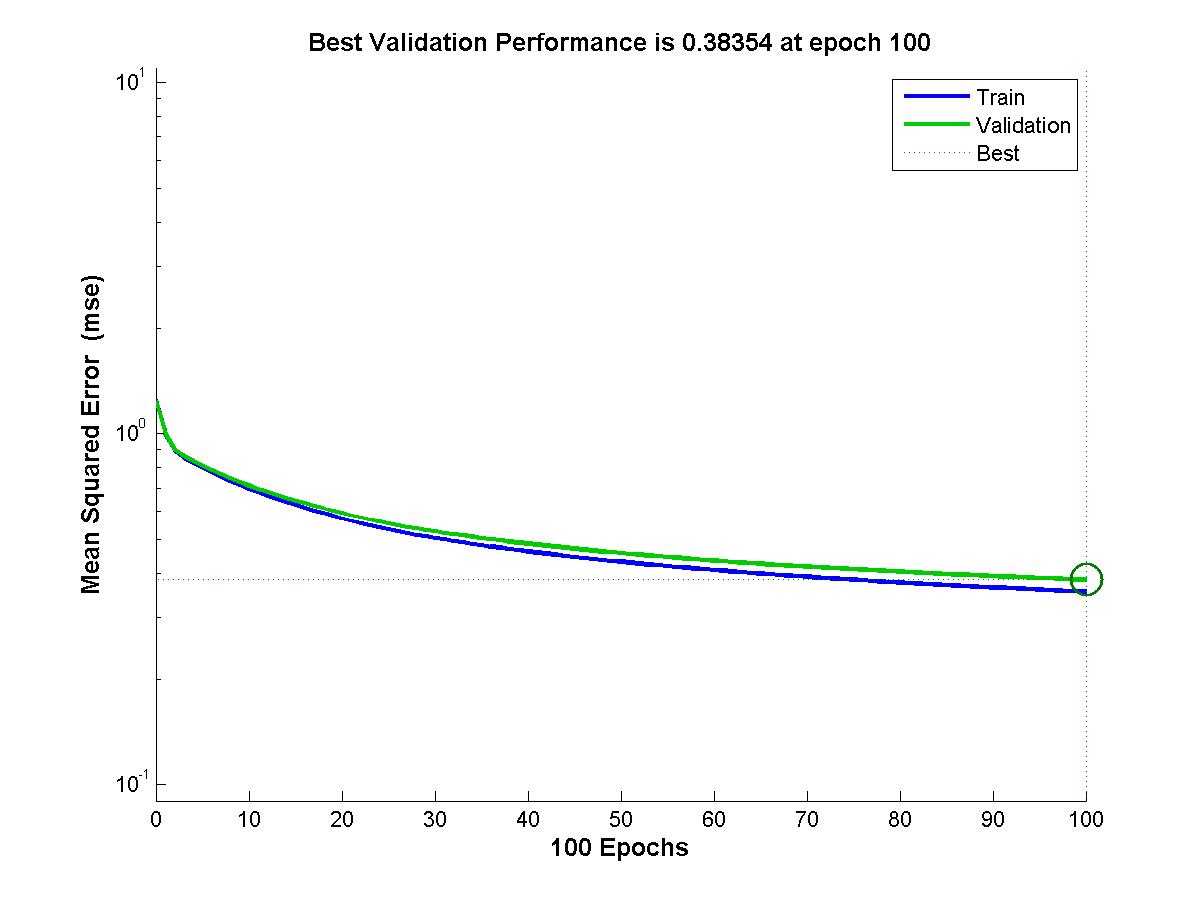 Best Validation Performance is 0.38354 at epoch 100
10^1
Train
Validation
Best
Mean Squared Error (mse)
10^0
10^-1
0 10 20 30 40 50 60 70 80 90 100
100 Epochs